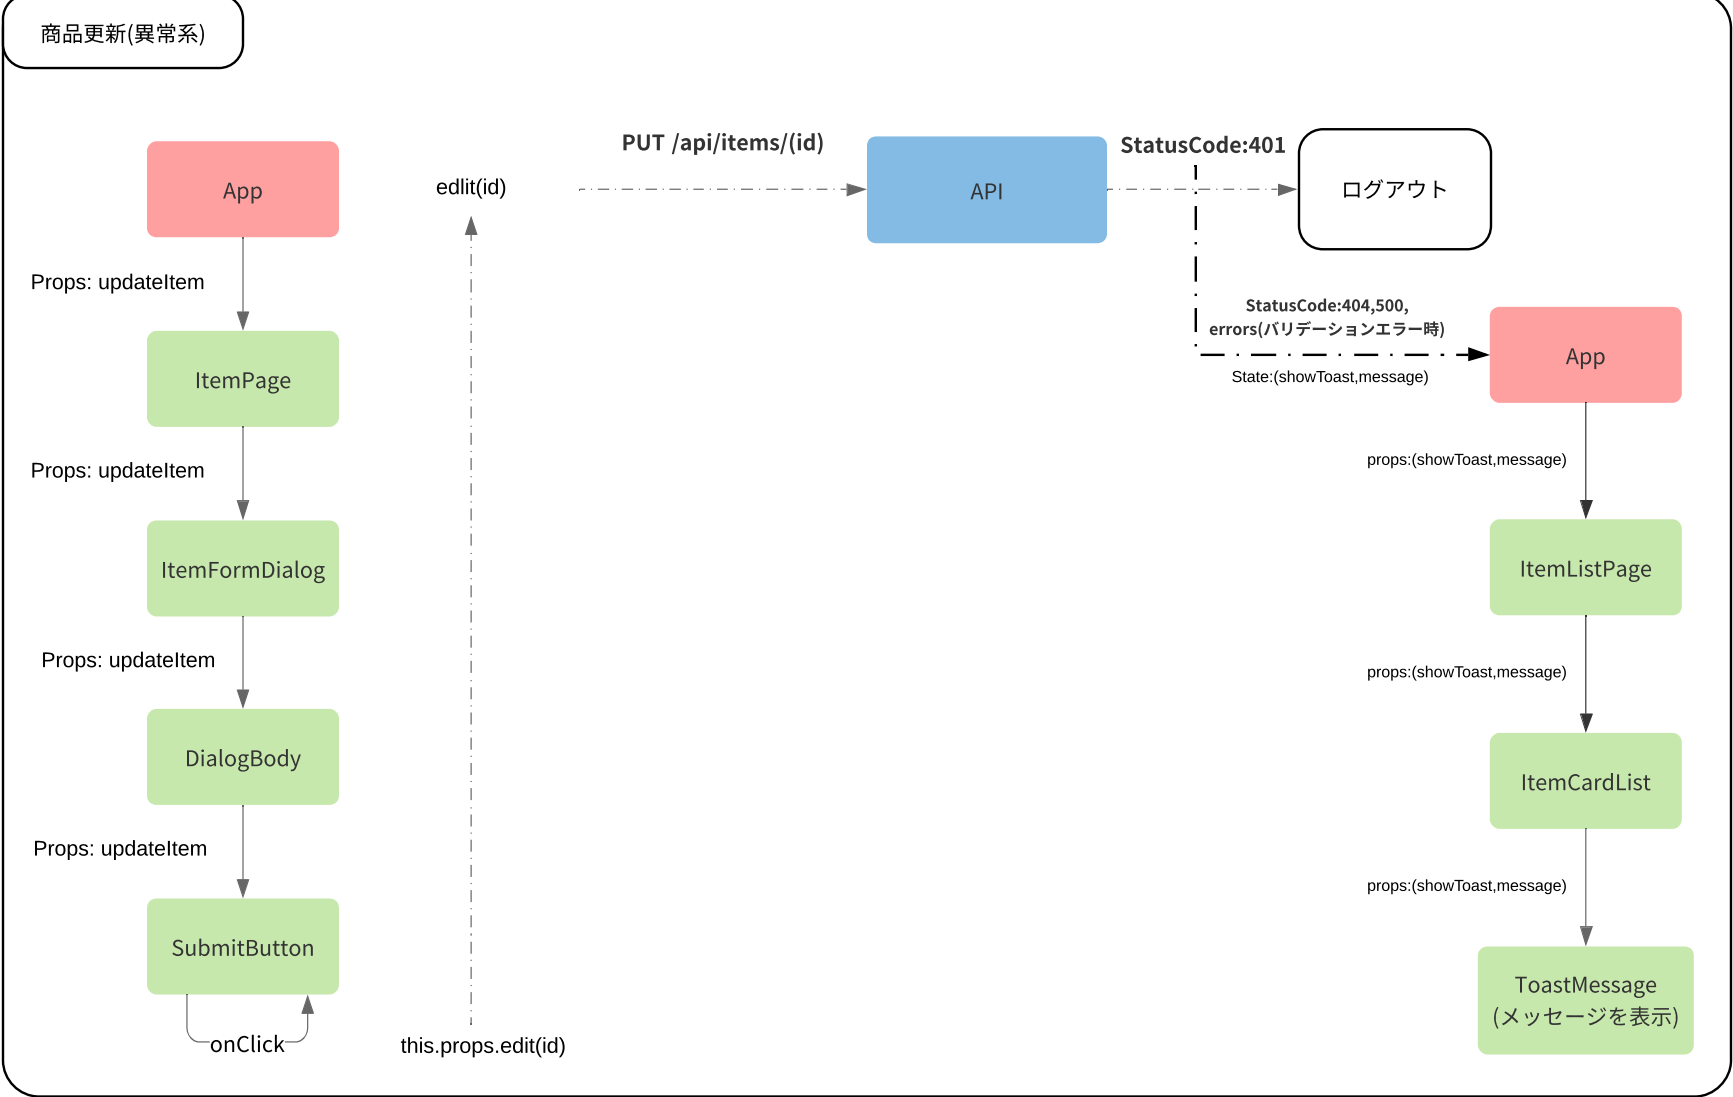 商品更新(異常系)
App
Props: updateItem
ItemPage
Props: updateItem
ItemFormDialog
Props: updateItem
DialogBody
Props: updateItem
SubmitButton
onClick
edlit(id)
this.props.edit(id)
PUT /api/items/(id)
API
StatusCode:401
ログアウト
StatusCode:404,500,
errors(バリデーションエラー時)
State:(showToast,message)
App
props:(showToast,message)
ItemListPage
props:(showToast,message)
ItemCardList
props:(showToast,message)
ToastMessage
(メッセージを表示)